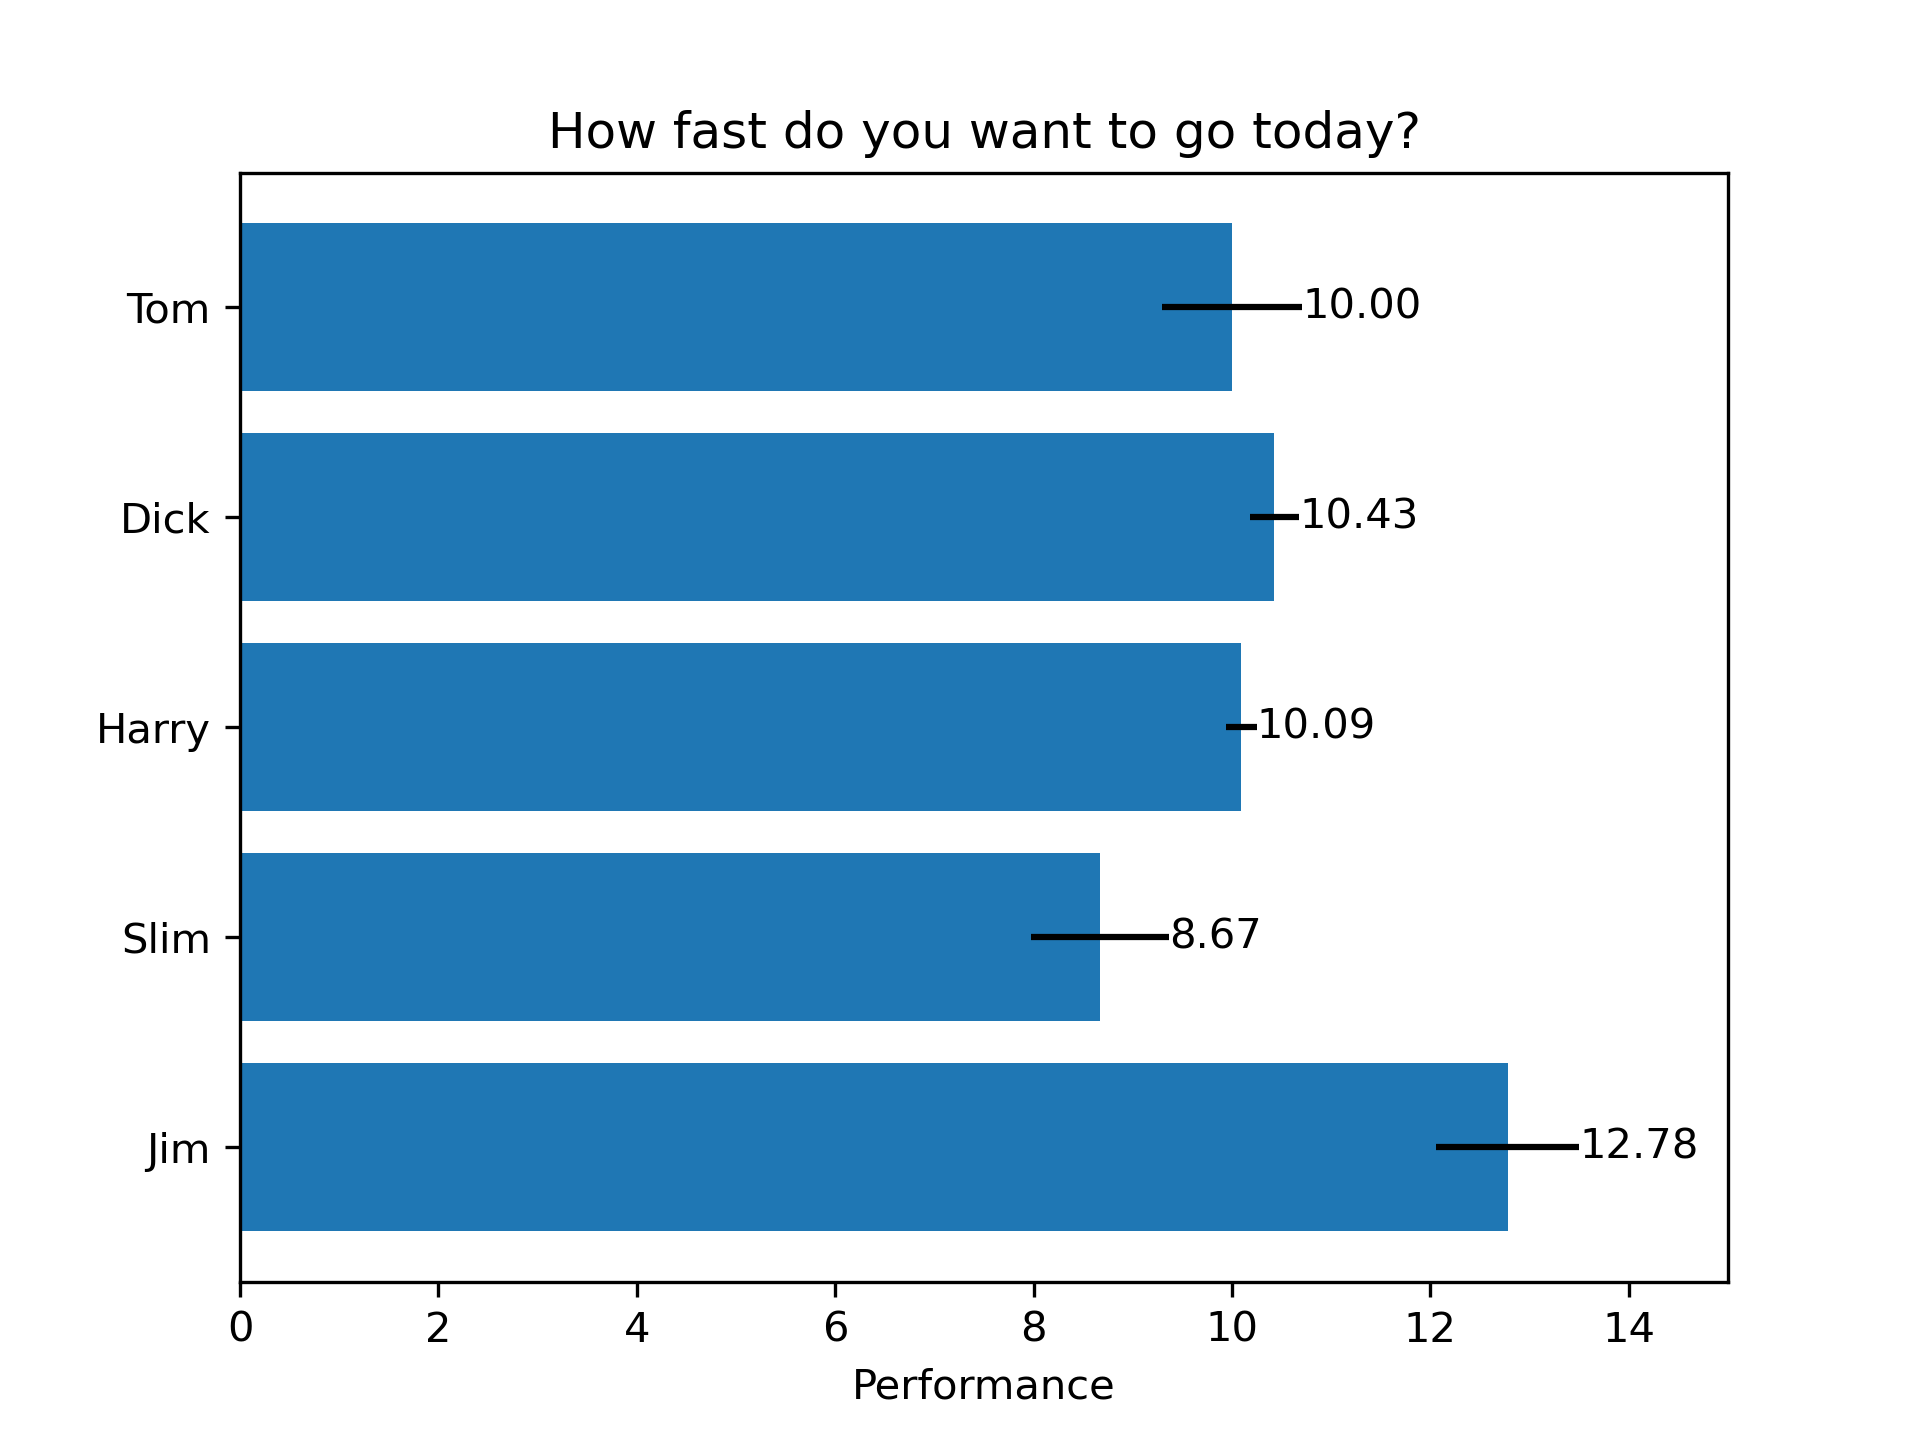 How fast do you want to go today?
Tom
10.00
Dick
10.43
Harry
10.09
Slim
8.67
Jim
12.78
0 2 4 6 8 10 12 14
Performance